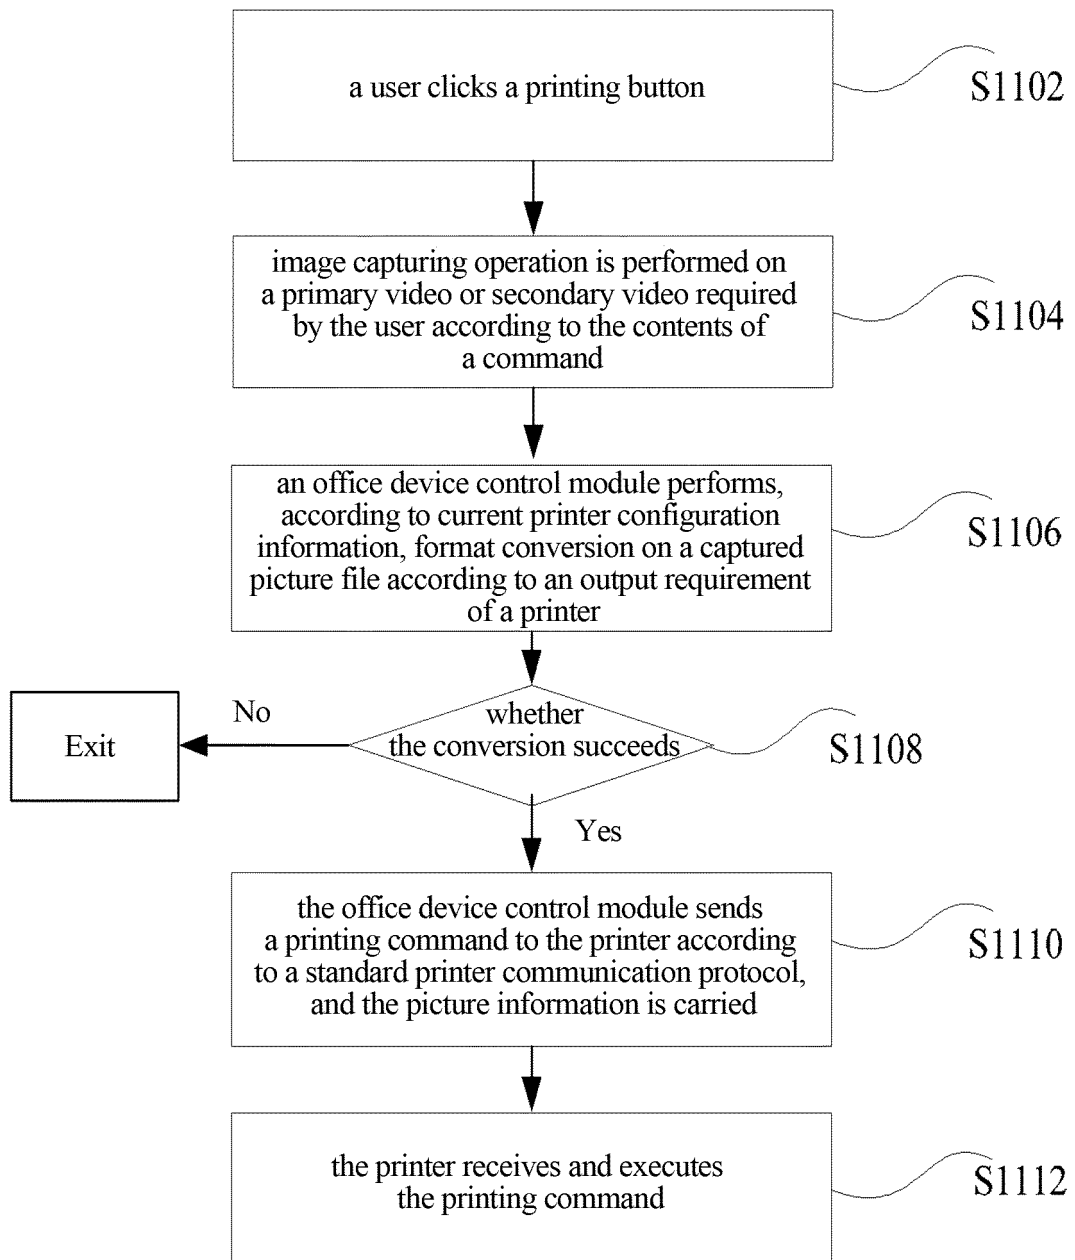 a user clicks a printing button
S1102
image capturing operation is performed on
a primary video or secondary video required
by the user according to the contents of
a command
S1104
an office device control module performs,
according to current printer configuration
information, format conversion on a captured
picture file according to an output requirement
of a printer
S1106
whether
the conversion succeeds
S1108
No
Exit
Yes
the office device control module sends
a printing command to the printer according
to a standard printer communication protocol,
and the picture information is carried
S1110
the printer receives and executes
the printing command
S1112